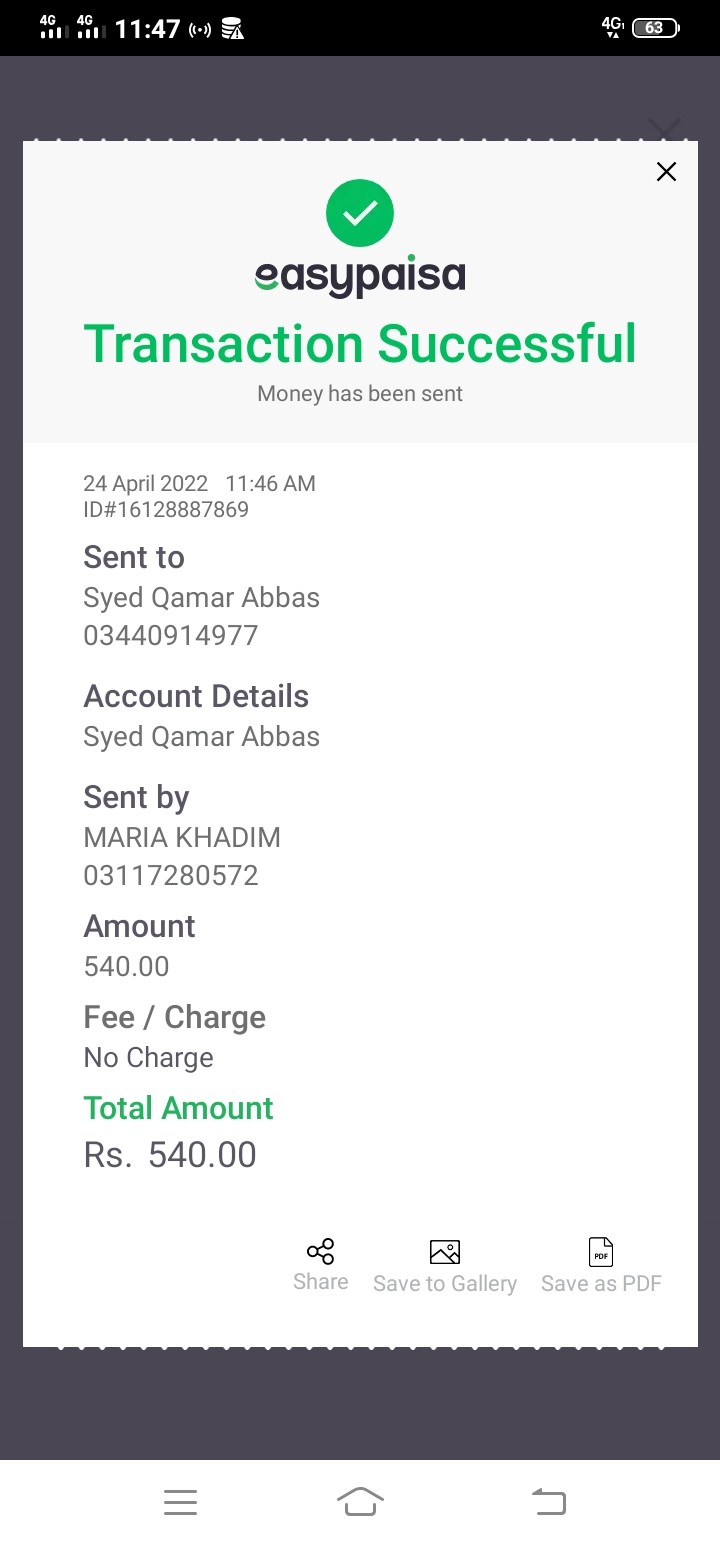 4G 4G 11:47 4G 63
easypaisa
Transaction Successful
Money has been sent
24 April 2022 11:46 AM
ID#16128887869
Sent to
Syed Qamar Abbas
03440914977
Account Details
Syed Qamar Abbas
Sent by
MARIA KHADIM
03117280572
Amount
540.00
Fee / Charge
No Charge
Total Amount
Rs. 540.00
PDF
Share Save to Gallery Save as PDF